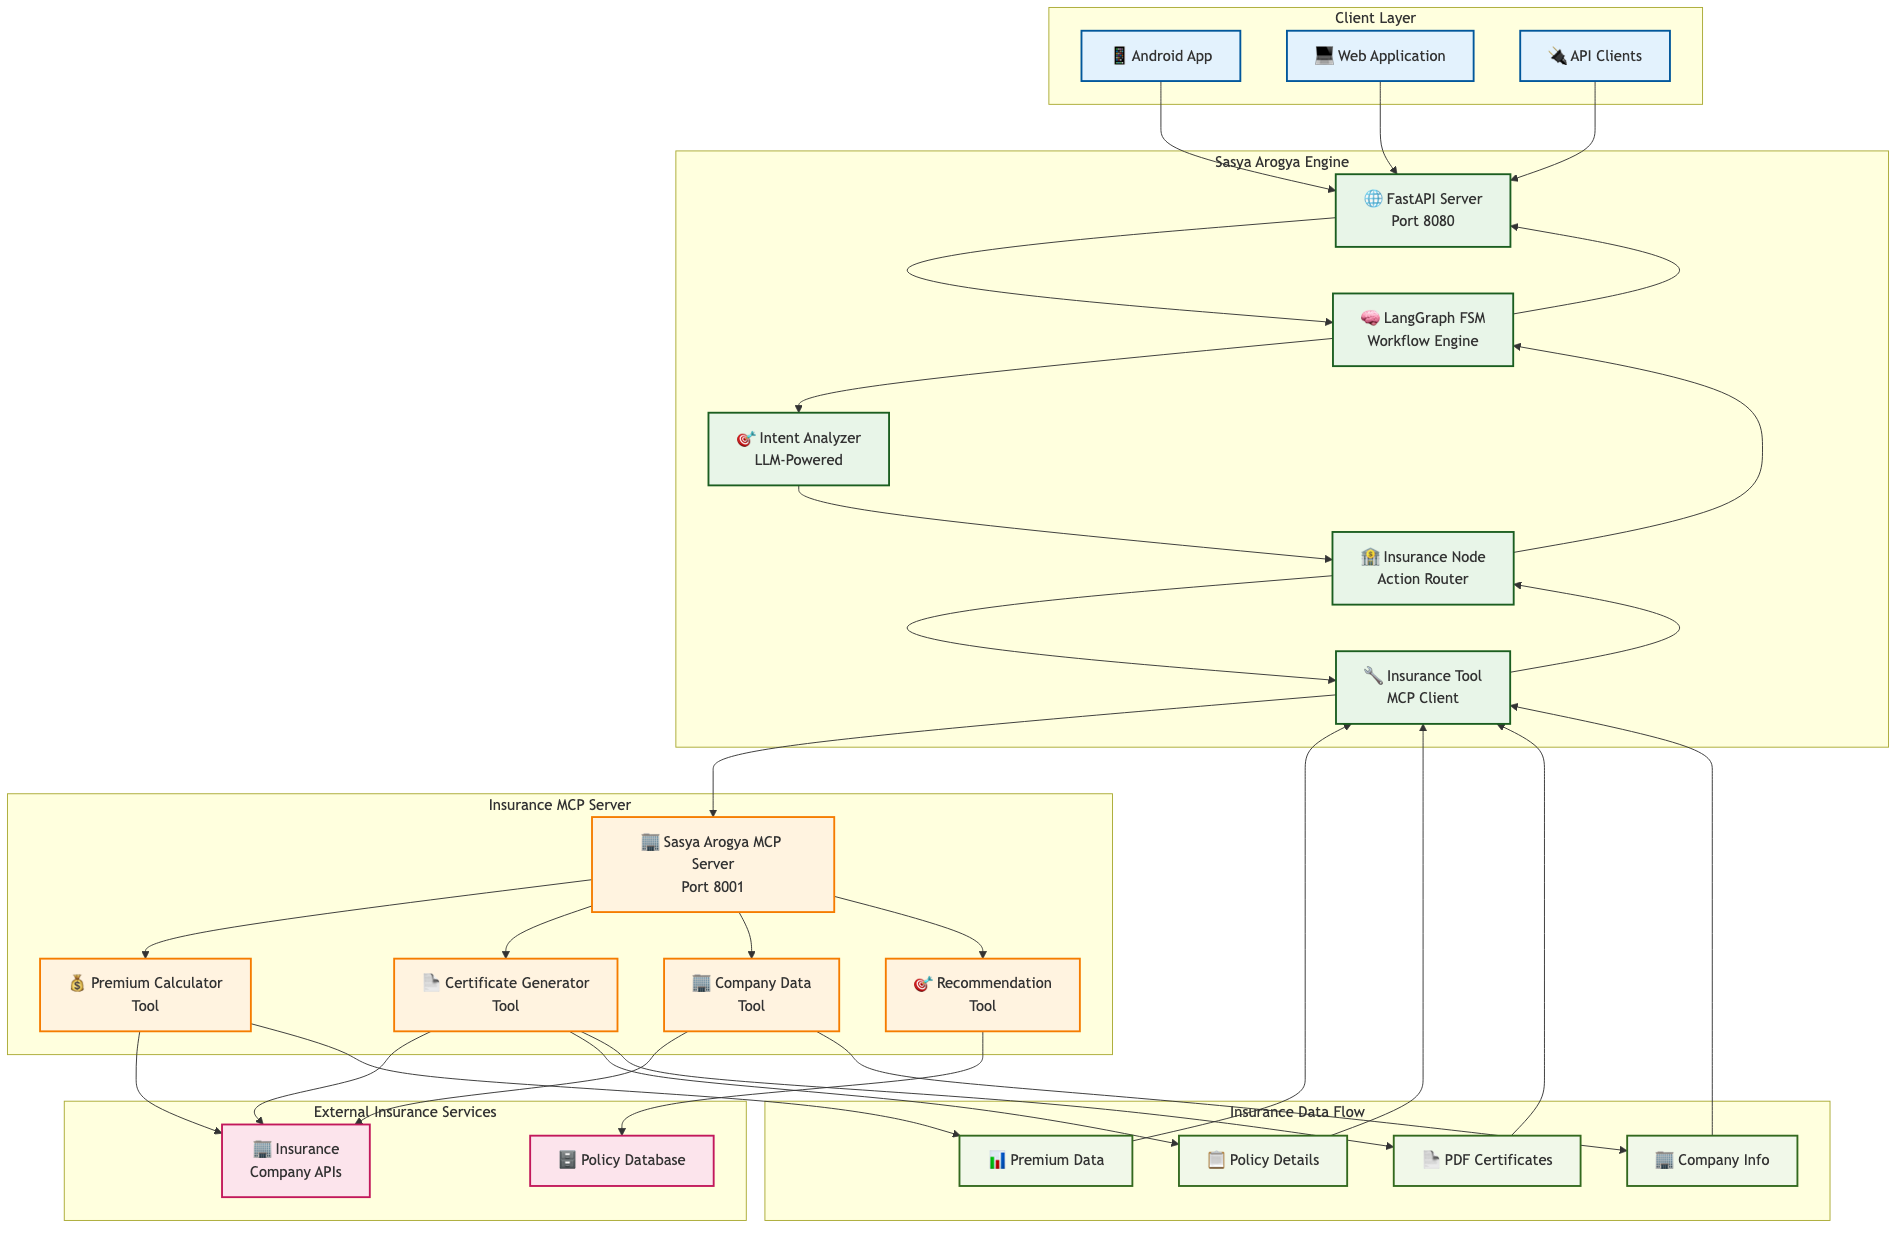 Client Layer
Android App
Web Application
API Clients
Sasya Arogya Engine
FastAPI Server
Port 8080
LangGraph FSM
Workflow Engine
Intent Analyzer
LLM-Powered
Insurance Node
Action Router
Insurance Tool
MCP Client
Insurance MCP Server
Sasya Arogya MCP
Server
Port 8001
Premium Calculator
Tool
Certificate Generator
Tool
Company Data
Tool
Recommendation
Tool
External Insurance Services
Insurance
Company APIs
Policy Database
Insurance Data Flow
Premium Data
Policy Details
PDF Certificates
Company Info